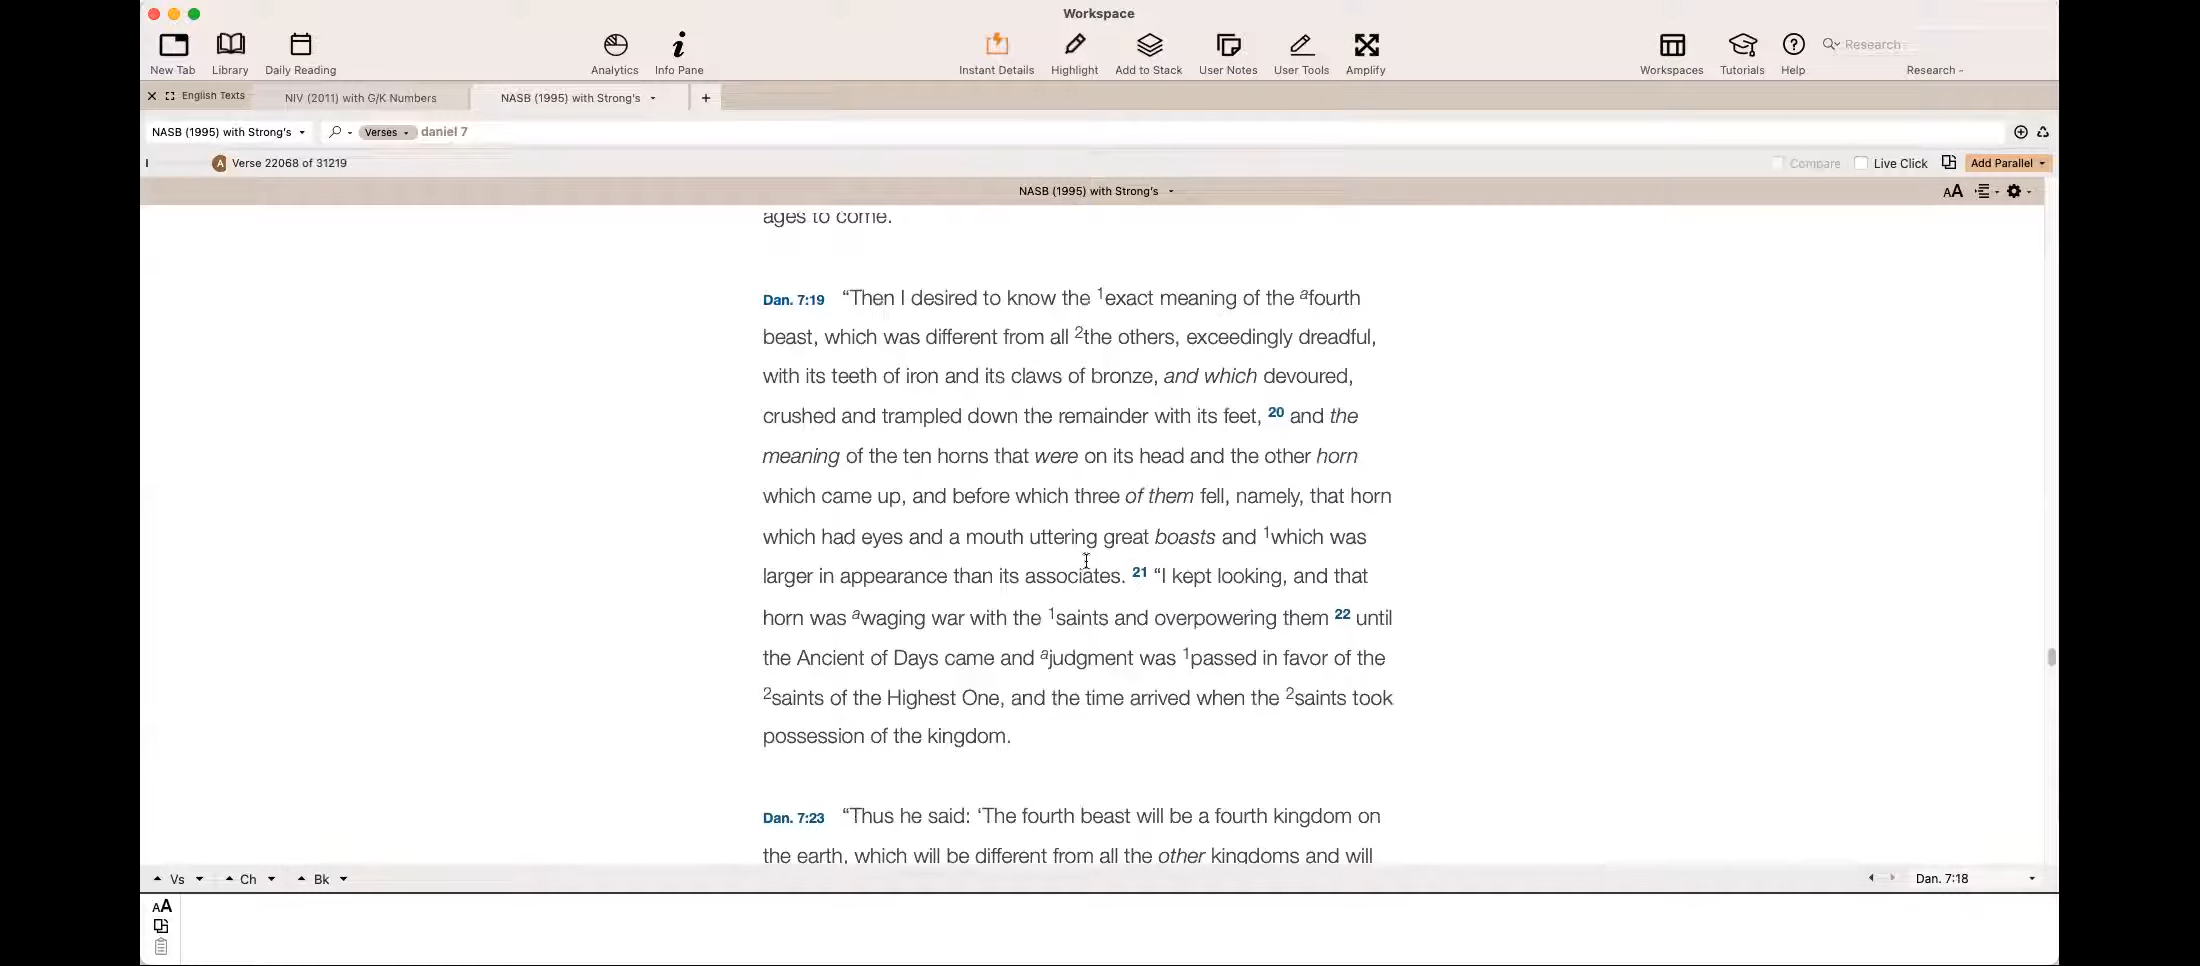 Workspace
New Tab Library Daily Reading Analytics Info Pane Instant Details Highlight Add to Stack User Notes User Tools Amplify Workspaces Tutorials Help Research
Research
English Texts NIV (2011) with G/K Numbers NASB (1995) with Strong's
NASB (1995) with Strong's Verses daniel 7
A Verse 22068 of 31219 Compare Live Click Add Parallel
NASB (1995) with Strong's AA
ages to come.
Dan. 7:19 “Then I desired to know the 1exact meaning of the afourth
beast, which was different from all 2the others, exceedingly dreadful,
with its teeth of iron and its claws of bronze, and which devoured,
crushed and trampled down the remainder with its feet, 20 and the
meaning of the ten horns that were on its head and the other horn
which came up, and before which three of them fell, namely, that horn
which had eyes and a mouth uttering great boasts and 1which was
larger in appearance than its associates. 21 “I kept looking, and that
horn was awaging war with the 1saints and overpowering them 22 until
the Ancient of Days came and ajudgment was 1passed in favor of the
2saints of the Highest One, and the time arrived when the 2saints took
possession of the kingdom.
Dan. 7:23 “Thus he said: ‘The fourth beast will be a fourth kingdom on
the earth, which will be different from all the other kingdoms and will
Vs Ch Bk Dan. 7:18
AA